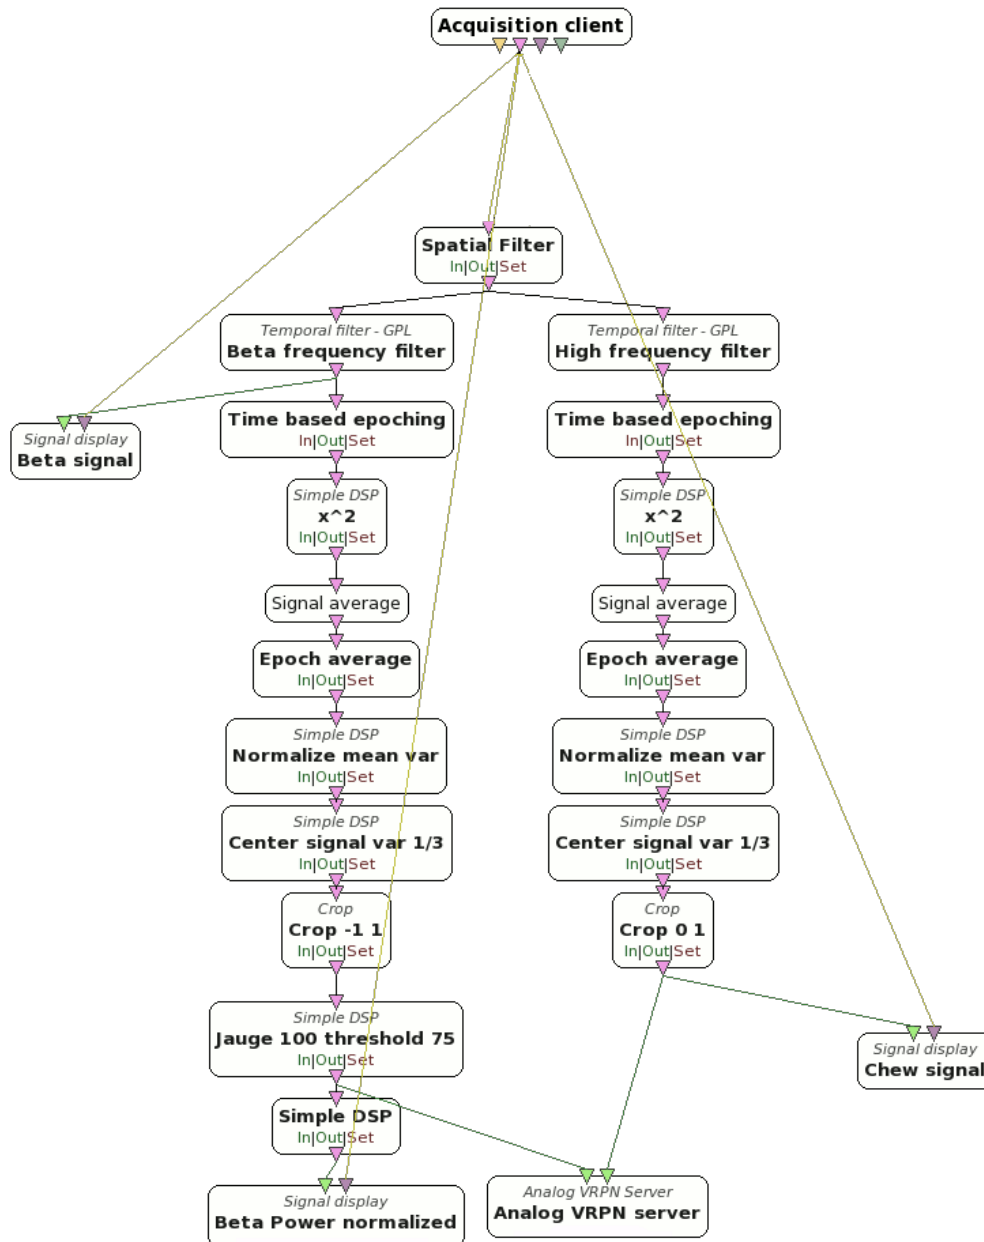 Acquisition client
Spatial Filter
In|Out|Set
Temporal filter - GPL
Beta frequency filter
Temporal filter - GPL
High frequency filter
Time based epoching
In|Out|Set
Time based epoching
In|Out|Set
Signal display
Beta signal
Simple DSP
x^2
In|Out|Set
Simple DSP
x^2
In|Out|Set
Signal average
Signal average
Epoch average
In|Out|Set
Epoch average
In|Out|Set
Simple DSP
Normalize mean var
In|Out|Set
Simple DSP
Normalize mean var
In|Out|Set
Simple DSP
Center signal var 1/3
In|Out|Set
Simple DSP
Center signal var 1/3
In|Out|Set
Crop
Crop -1 1
In|Out|Set
Crop
Crop 0 1
In|Out|Set
Simple DSP
Jauge 100 threshold 75
In|Out|Set
Signal display
Chew signal
Simple DSP
In|Out|Set
Signal display
Beta Power normalized
Analog VRPN Server
Analog VRPN server